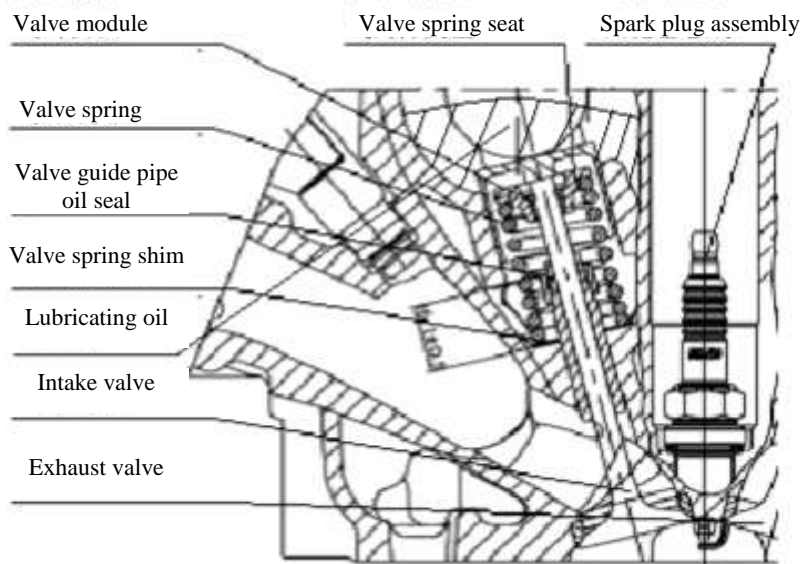 Valve module
Valve spring seat
Spark plug assembly
Valve spring
Valve guide pipe
oil seal
Valve spring shim
Lubricating oil
Intake valve
Exhaust valve